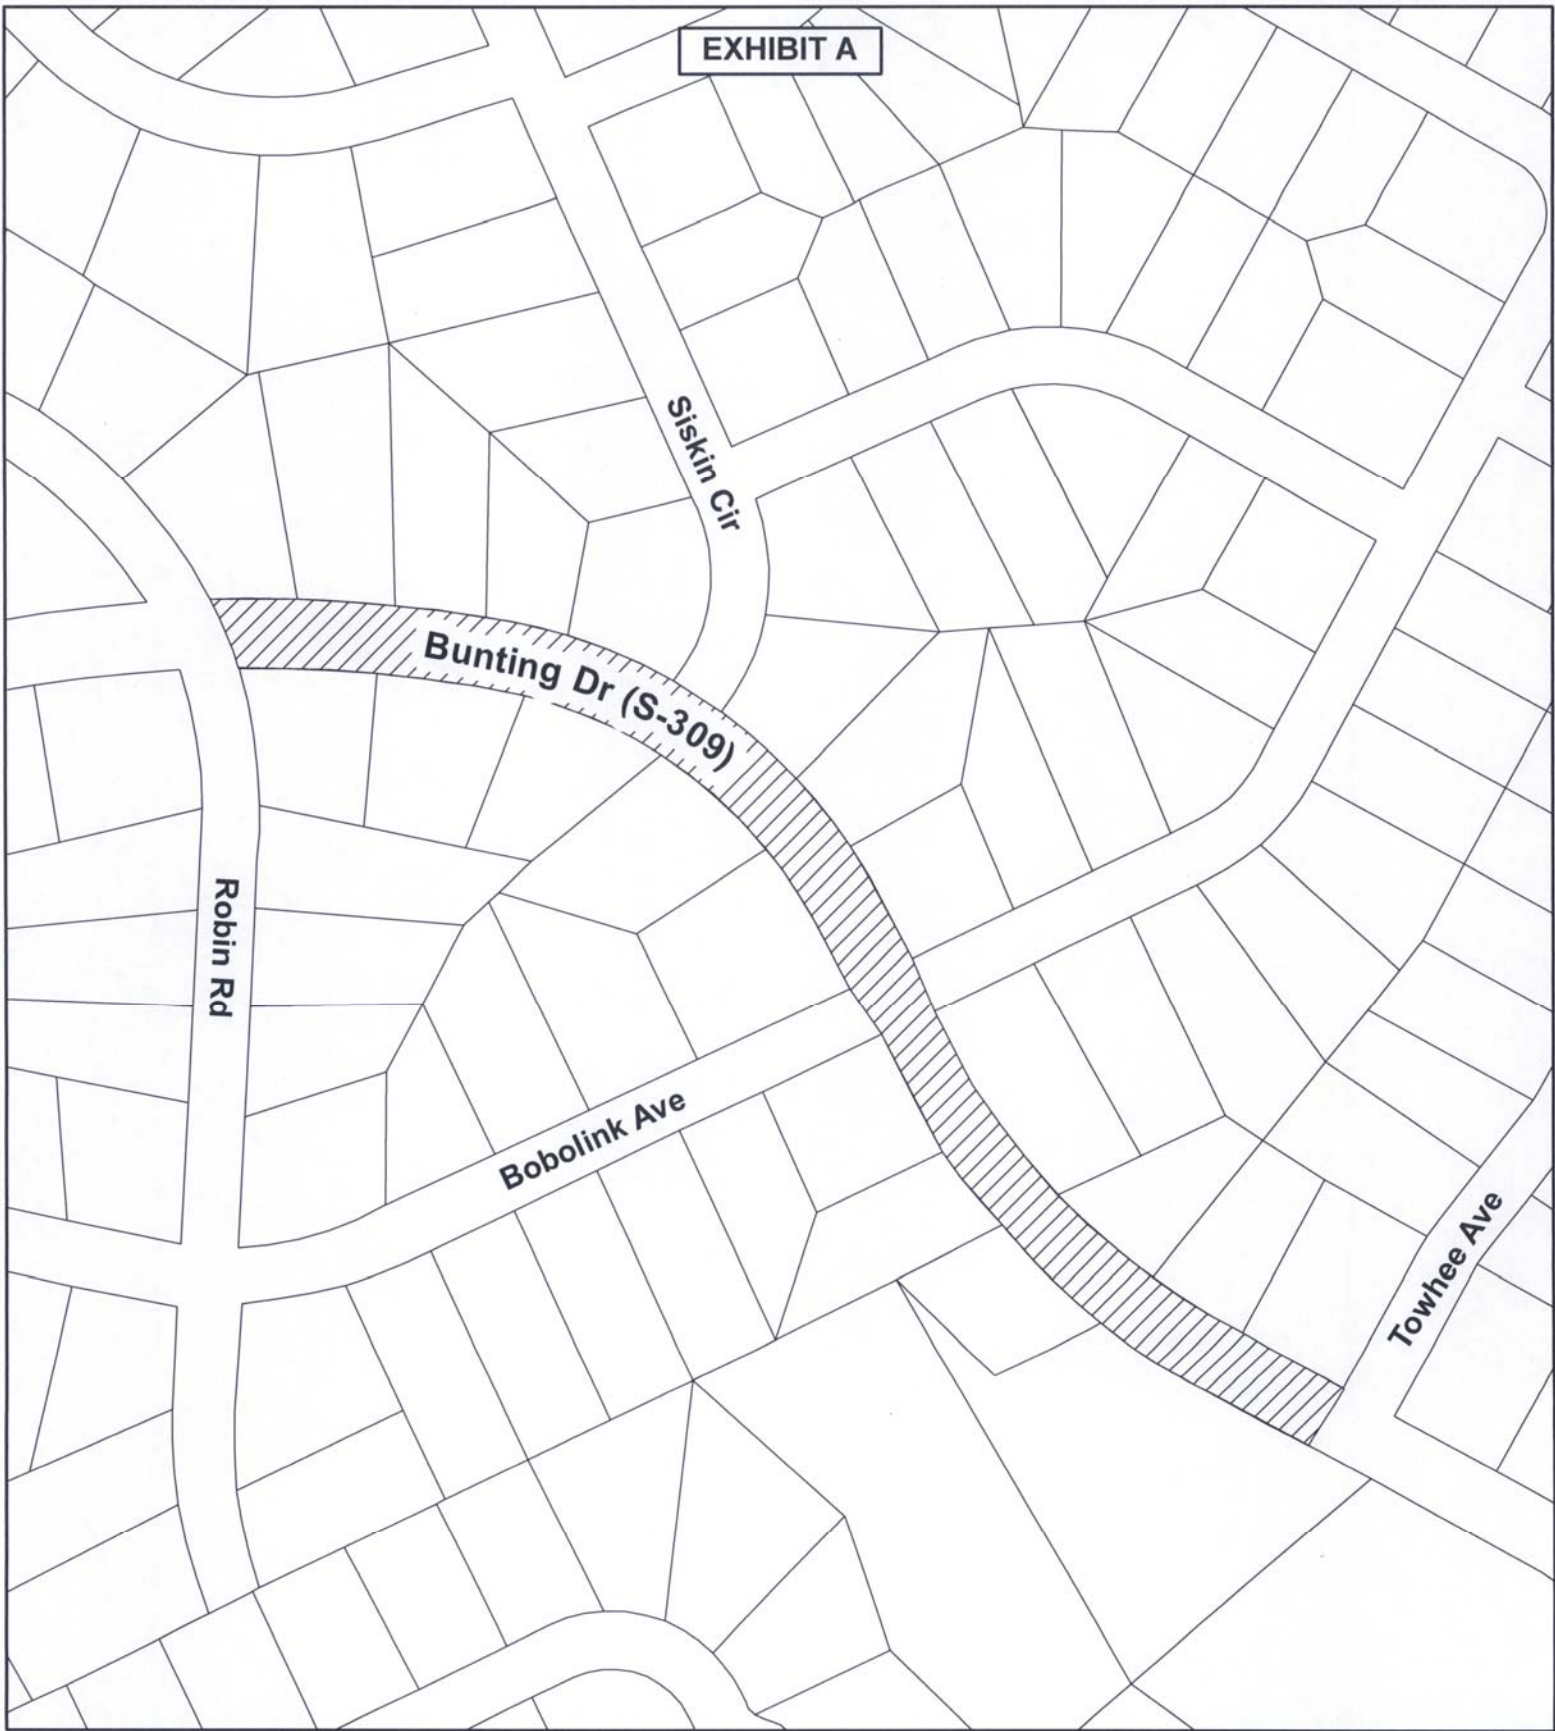 EXHIBIT A
Siskin Cir
Bunting Dr (S-309)
Robin Rd
Bobolink Ave
Towhee Ave